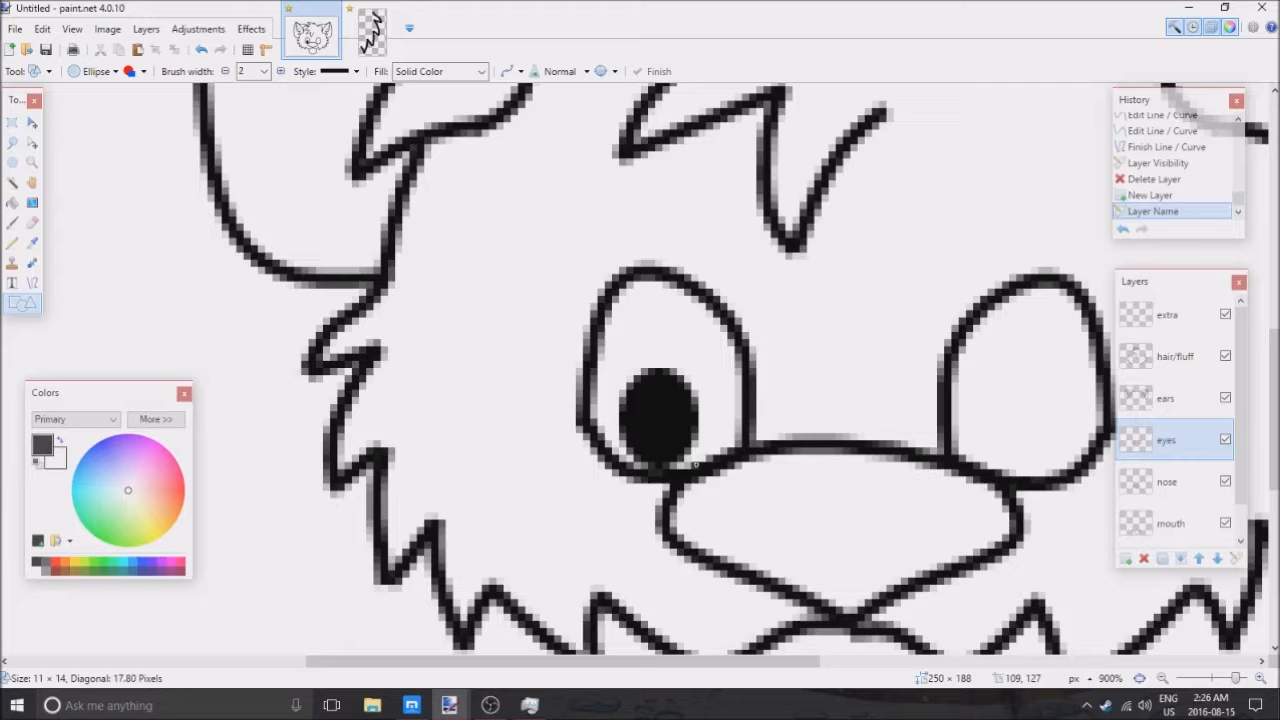 Untitled - paint.net 4.0.10
File Edit View Image Layers Adjustments Effects
Tool: Ellipse Brush width: 2 Style: Fill: Solid Color Normal Finish
To...
History
Edit Line / Curve
Edit Line / Curve
Finish Line / Curve
Layer Visibility
Delete Layer
New Layer
Layer Name
Layers
extra
hair/fluff
ears
eyes
nose
mouth
Colors
Primary More >>
Size: 11 × 14, Diagonal: 17.80 Pixels 250 × 188 109, 127 px 900%
Ask me anything
ENG 2:26 AM
US 2016-08-15